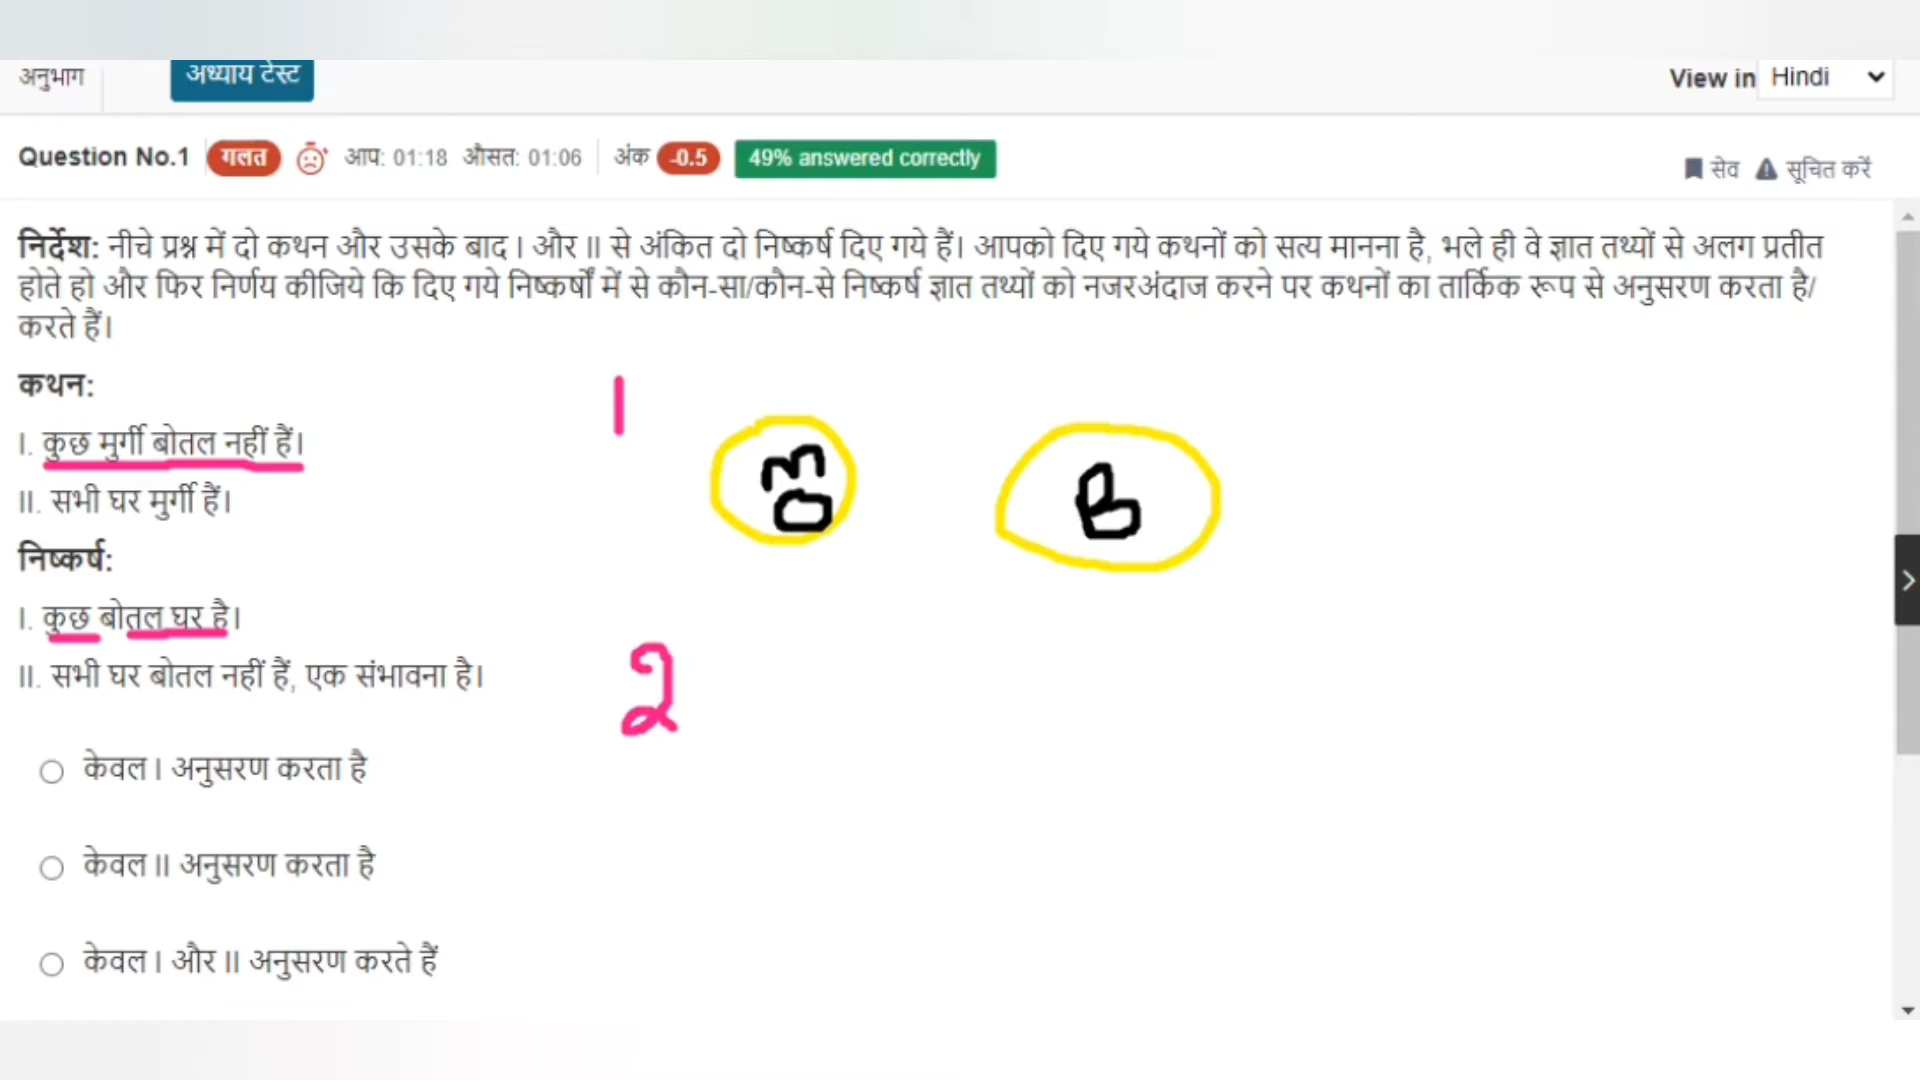 अनुभाग अध्याय टेस्ट View in Hindi
Question No.1 गलत आप: 01:18 औसत: 01:06 अंक -0.5 49% answered correctly सेव सूचित करें
निर्देश: नीचे प्रश्न में दो कथन और उसके बाद I और II से अंकित दो निष्कर्ष दिए गये हैं। आपको दिए गये कथनों को सत्य मानना है, भले ही वे ज्ञात तथ्यों से अलग प्रतीत
होते हो और फिर निर्णय कीजिये कि दिए गये निष्कर्षों में से कौन-सा/कौन-से निष्कर्ष ज्ञात तथ्यों को नजरअंदाज करने पर कथनों का तार्किक रूप से अनुसरण करता है/
करते हैं।
कथन:
1
I. कुछ मुर्गी बोतल नहीं हैं।
B
II. सभी घर मुर्गी हैं।
निष्कर्ष:
I. कुछ बोतल घर है।
II. सभी घर बोतल नहीं हैं, एक संभावना है।
2
केवल I अनुसरण करता है
केवल II अनुसरण करता है
केवल I और II अनुसरण करते हैं